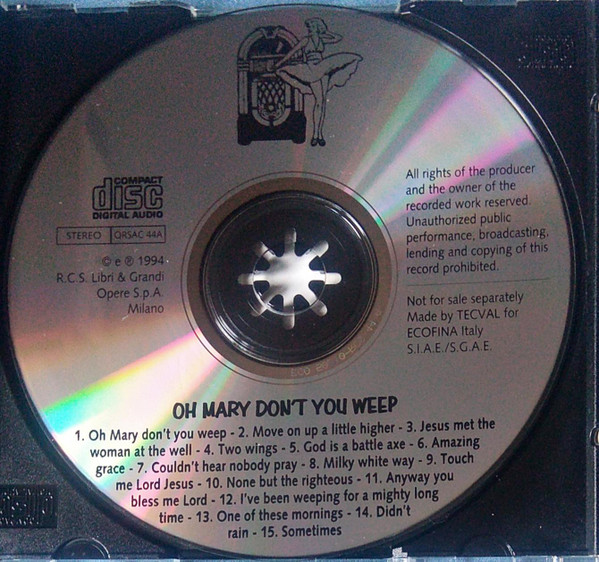 COMPACT
disc
DIGITAL AUDIO
STEREO QRSAC 44A
© e ℗ 1994
R.C.S. Libri & Grandi
Opere S.p.A.
Milano
All rights of the producer
and the owner of the
recorded work reserved.
Unauthorized public
performance, broadcasting,
lending and copying of this
record prohibited.
Not for sale separately
Made by TECVAL for
ECOFINA Italy
S.I.A.E./S.G.A.E.
OH MARY DON'T YOU WEEP
1. Oh Mary don't you weep - 2. Move on up a little higher - 3. Jesus met the
woman at the well - 4. Two wings - 5. God is a battle axe - 6. Amazing
grace - 7. Couldn't hear nobody pray - 8. Milky white way - 9. Touch
me Lord Jesus - 10. None but the righteous - 11. Anyway you
bless me Lord - 12. I've been weeping for a mighty long
time - 13. One of these mornings - 14. Didn't
rain - 15. Sometimes